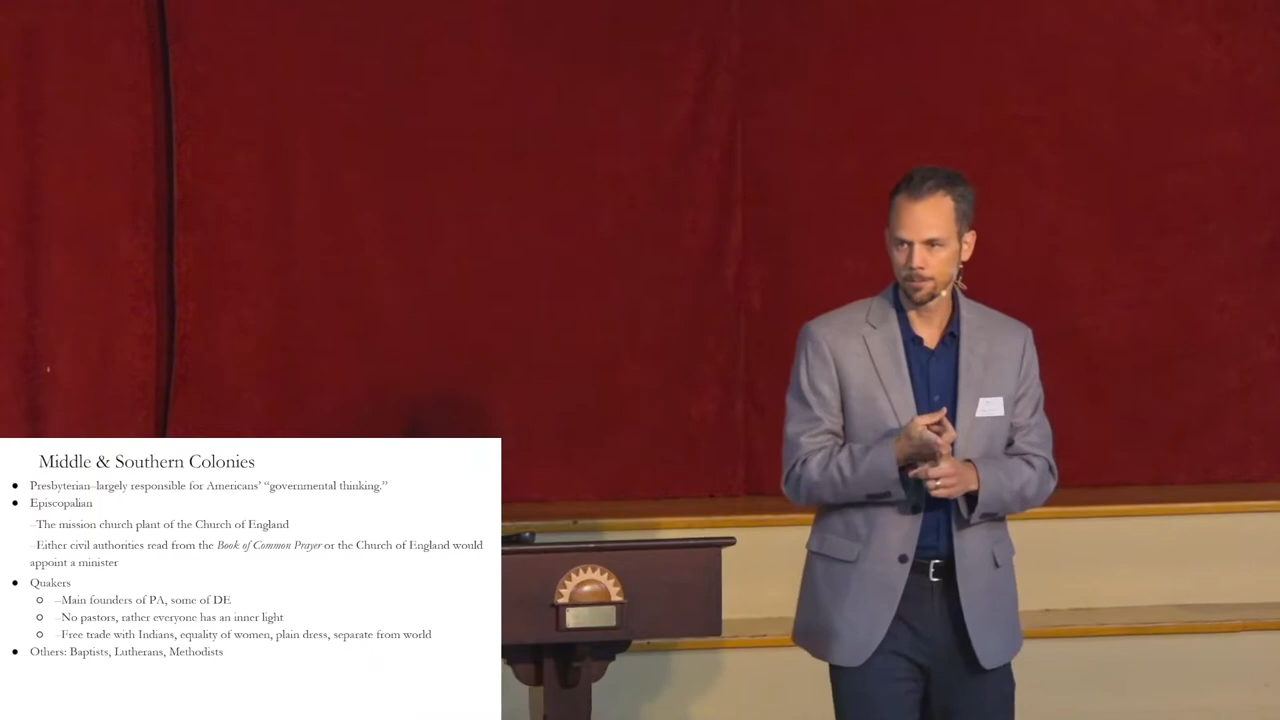 Middle & Southern Colonies
● Presbyterian–largely responsible for Americans’ “governmental thinking.”
● Episcopalian
–The mission church plant of the Church of England
–Either civil authorities read from the Book of Common Prayer or the Church of England would
appoint a minister
● Quakers
○ –Main founders of PA, some of DE
○ –No pastors, rather everyone has an inner light
○ –Free trade with Indians, equality of women, plain dress, separate from world
● Others: Baptists, Lutherans, Methodists